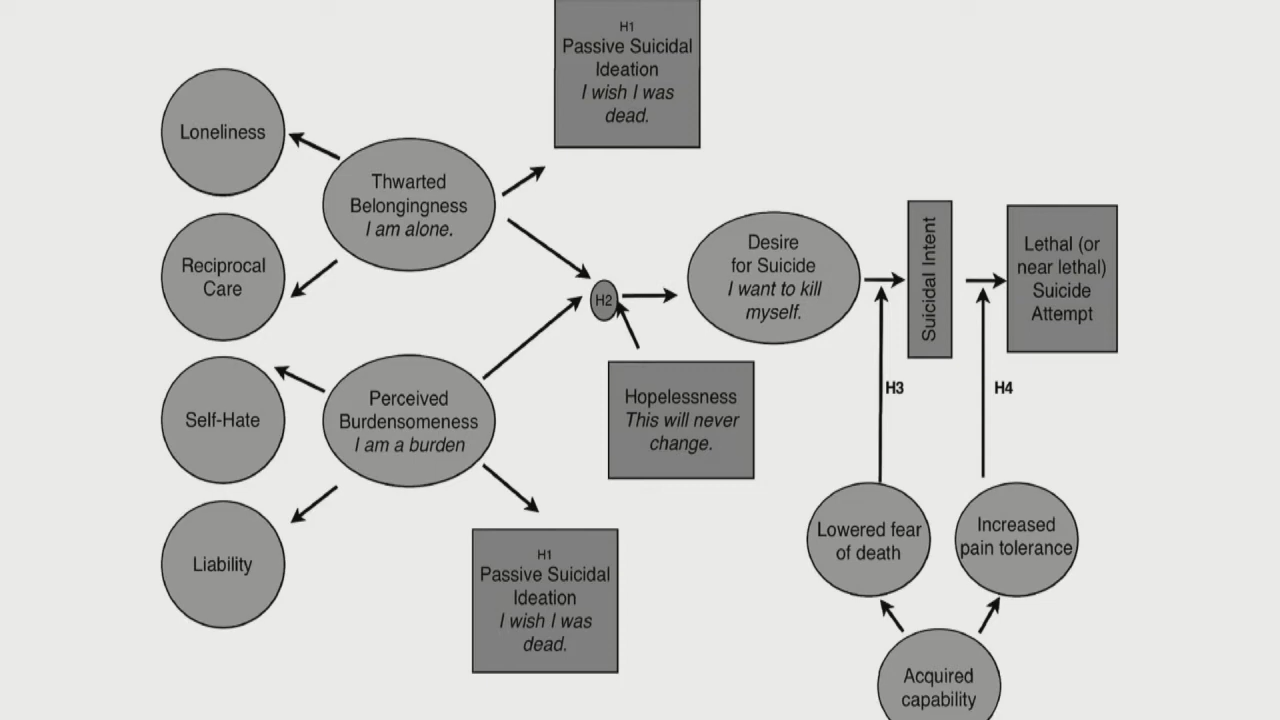 H1
Passive Suicidal
Ideation
I wish I was
dead.
Loneliness
Thwarted
Belongingness
I am alone.
Reciprocal
Care
Desire
for Suicide
I want to kill
myself.
Suicidal Intent
Lethal (or
near lethal)
Suicide
Attempt
H2
Self-Hate
Perceived
Burdensomeness
I am a burden
Hopelessness
This will never
change.
H3
H4
Liability
H1
Passive Suicidal
Ideation
I wish I was
dead.
Lowered fear
of death
Increased
pain tolerance
Acquired
capability